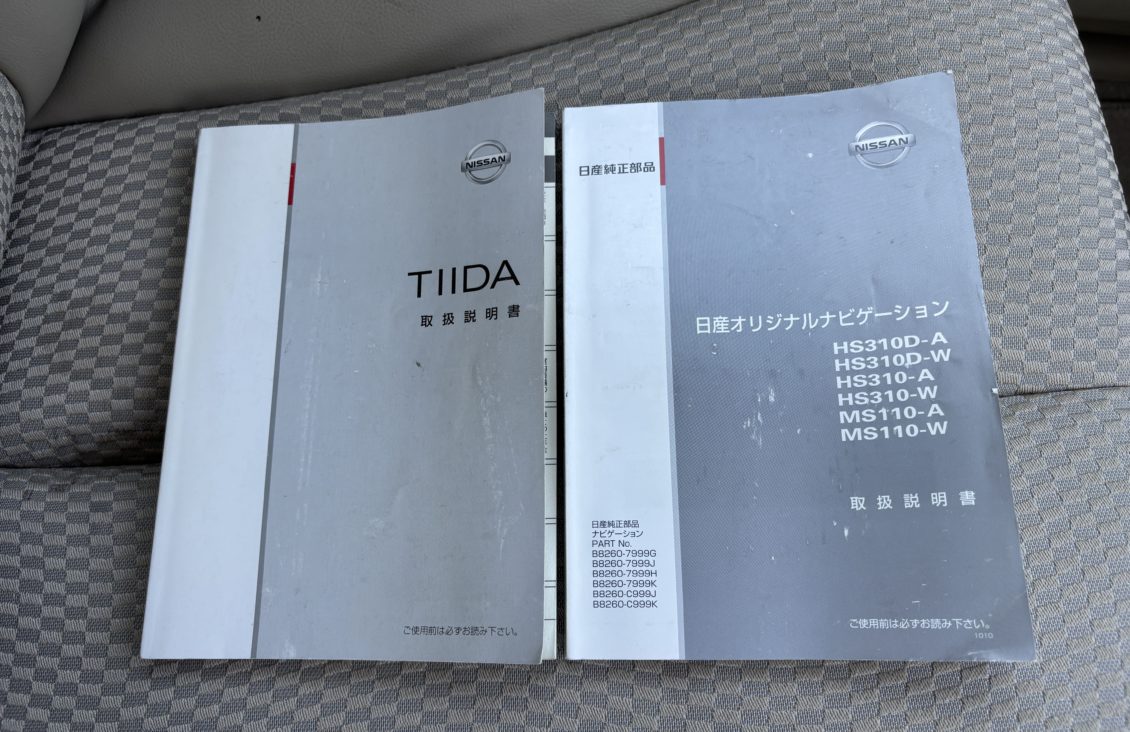 NISSAN
TIIDA
取扱説明書
ご使用前は必ずお読み下さい。
日産純正部品
NISSAN
日産オリジナルナビゲーション
HS310D-A
HS310D-W
HS310-A
HS310-W
MS110-A
MS110-W
取扱説明書
日産純正部品
ナビゲーション
PART No.
B8260-7999G
B8260-7999J
B8260-7999H
B8260-7999K
B8260-C999J
B8260-C999K
ご使用前は必ずお読み下さい。
1010